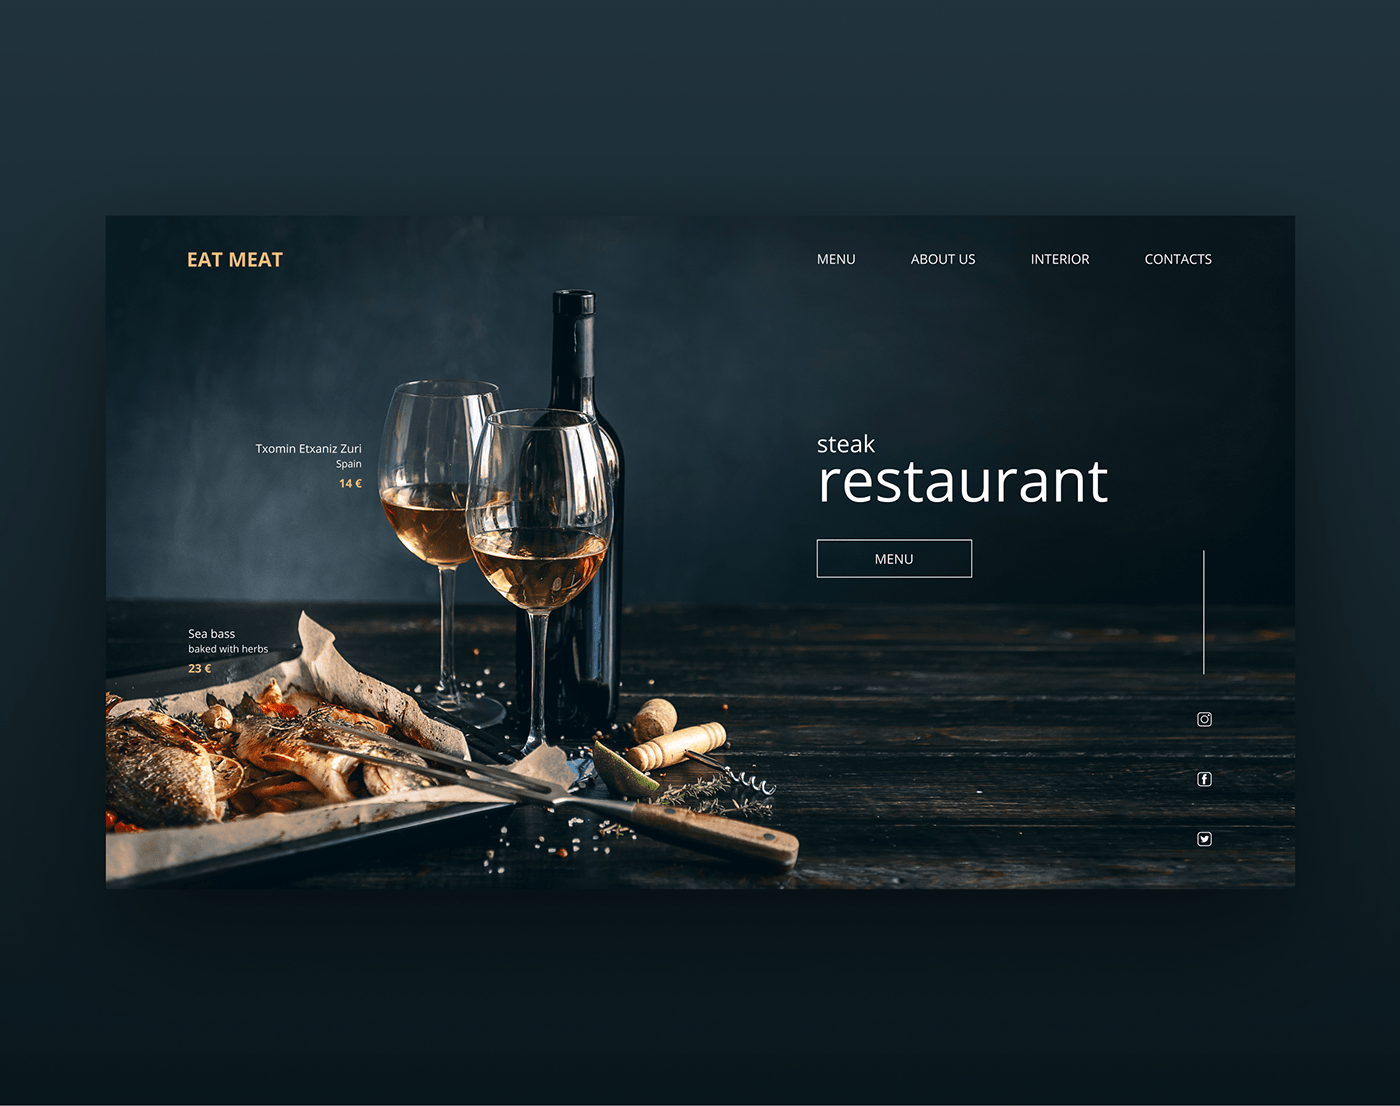 EAT MEAT
MENU
ABOUT US
INTERIOR
CONTACTS
Txomin Etxaniz Zuri
Spain
14 €
steak
restaurant
MENU
Sea bass
baked with herbs
23 €